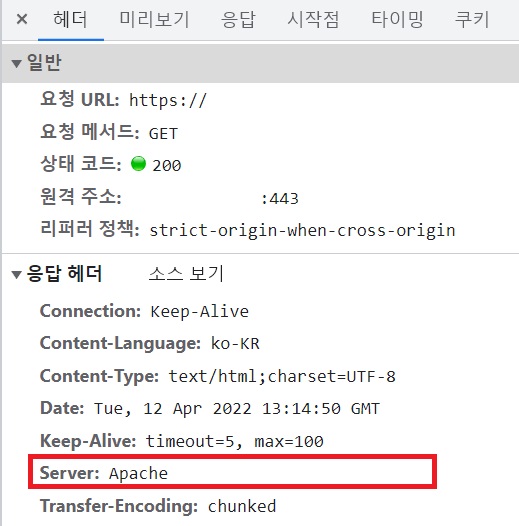 × 헤더 미리보기 응답 시작점 타이밍 쿠키
▼일반
요청 URL: https://
요청 메서드: GET
상태 코드: 200
원격 주소: :443
리퍼러 정책: strict-origin-when-cross-origin
▼응답 헤더 소스 보기
Connection: Keep-Alive
Content-Language: ko-KR
Content-Type: text/html;charset=UTF-8
Date: Tue, 12 Apr 2022 13:14:50 GMT
Keep-Alive: timeout=5, max=100
Server: Apache
Transfer-Encoding: chunked